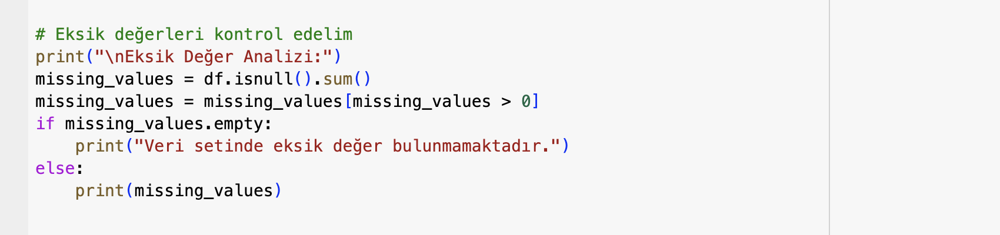 # Eksik değerleri kontrol edelim
print("\nEksik Değer Analizi:")
missing_values = df.isnull().sum()
missing_values = missing_values[missing_values > 0]
if missing_values.empty:
    print("Veri setinde eksik değer bulunmamaktadır.")
else:
    print(missing_values)